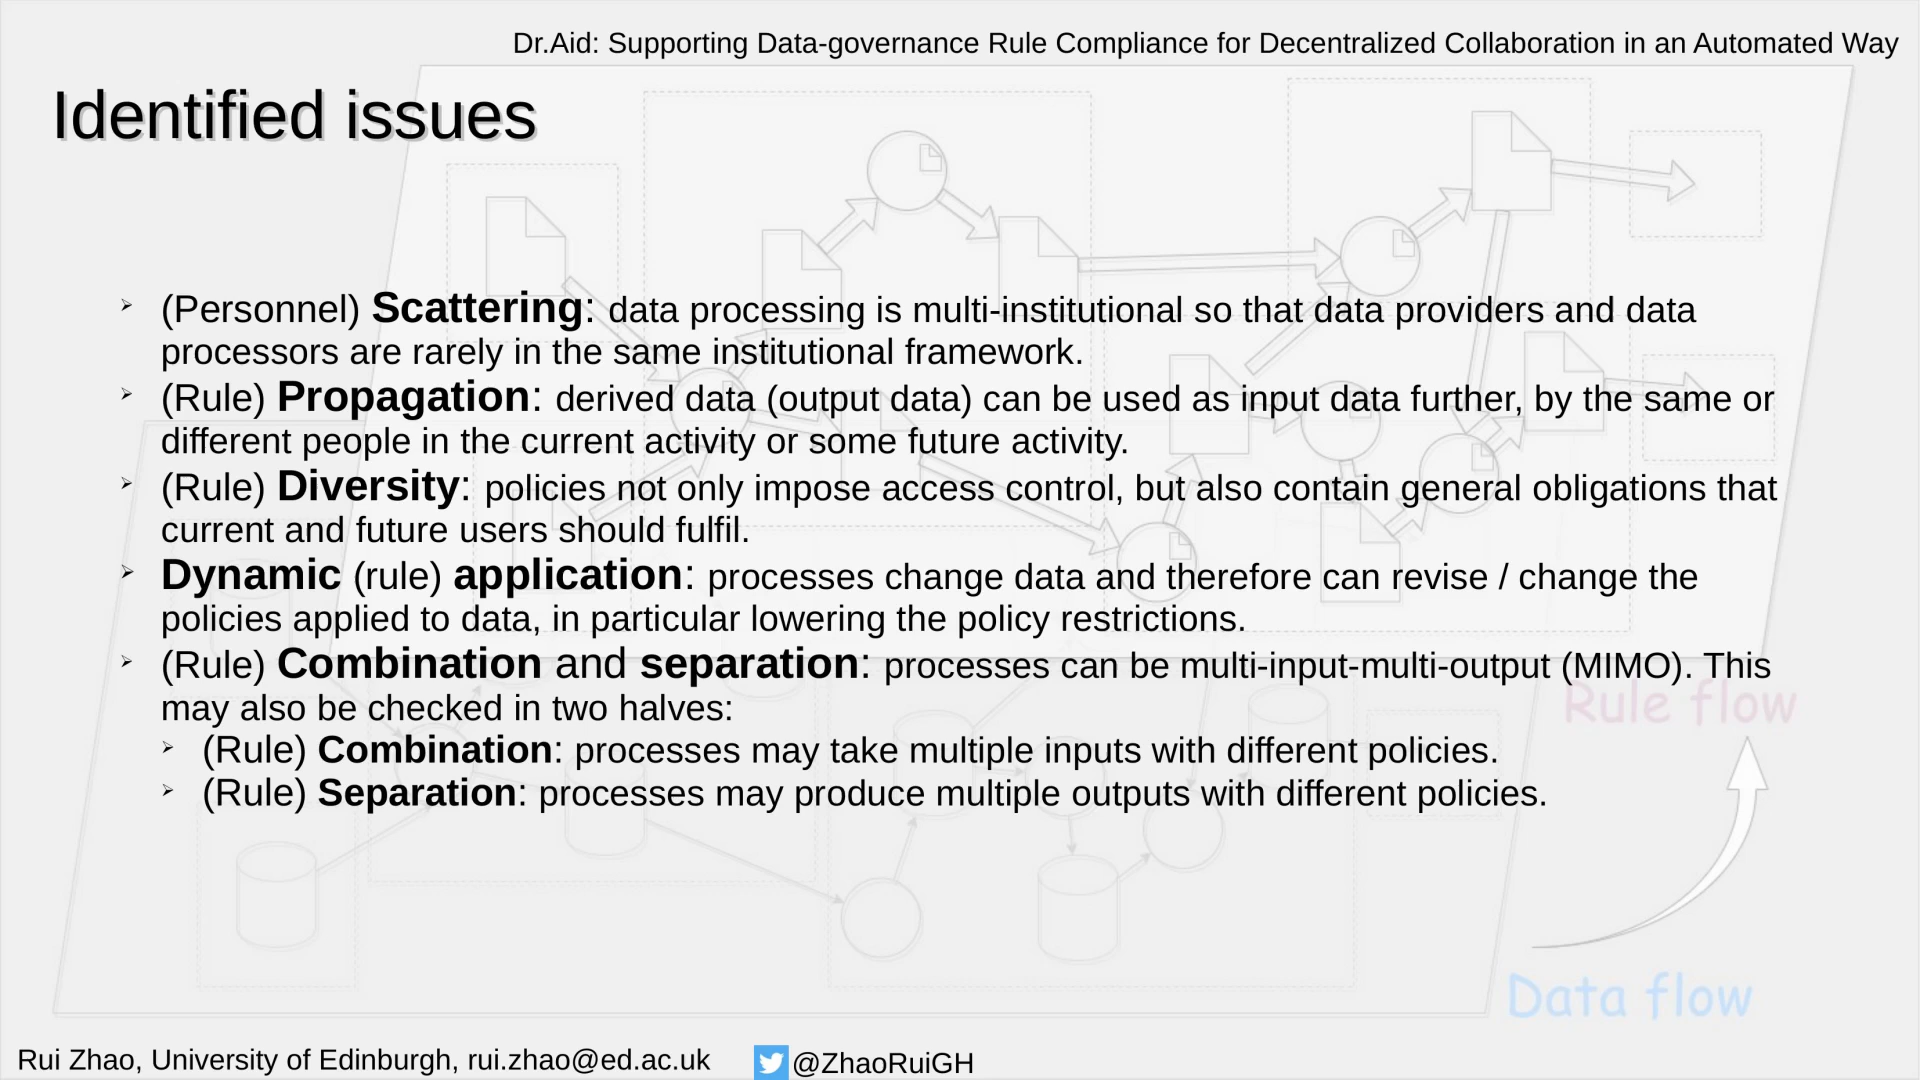 Dr.Aid: Supporting Data-governance Rule Compliance for Decentralized Collaboration in an Automated Way
Identified issues
(Personnel) Scattering: data processing is multi-institutional so that data providers and data
processors are rarely in the same institutional framework.
(Rule) Propagation: derived data (output data) can be used as input data further, by the same or
different people in the current activity or some future activity.
(Rule) Diversity: policies not only impose access control, but also contain general obligations that
current and future users should fulfil.
Dynamic (rule) application: processes change data and therefore can revise / change the
policies applied to data, in particular lowering the policy restrictions.
(Rule) Combination and separation: processes can be multi-input-multi-output (MIMO). This
may also be checked in two halves:
(Rule) Combination: processes may take multiple inputs with different policies.
(Rule) Separation: processes may produce multiple outputs with different policies.
Rule flow
Data flow
Rui Zhao, University of Edinburgh, rui.zhao@ed.ac.uk
@ZhaoRuiGH